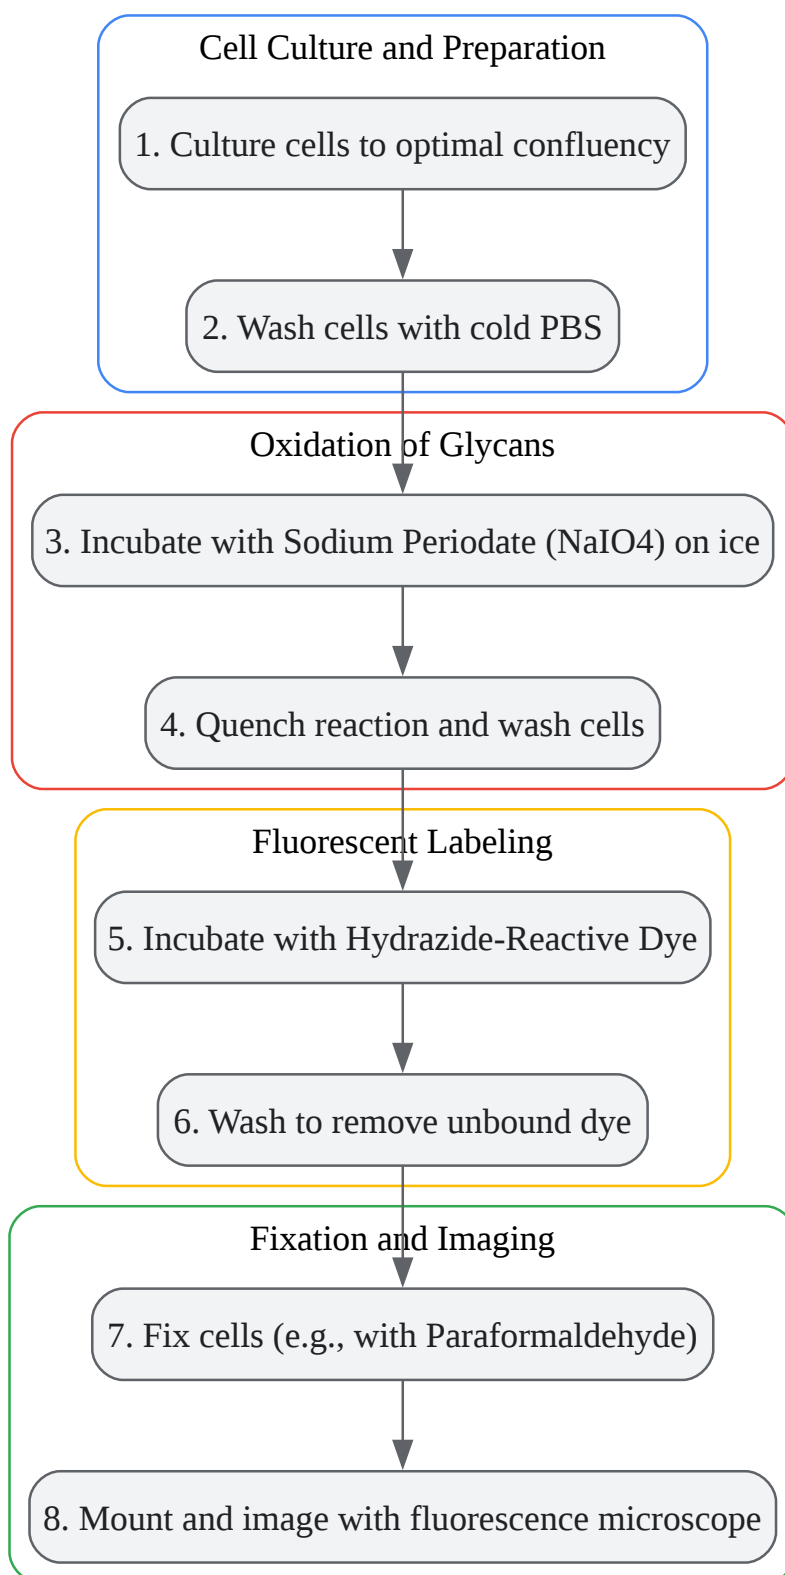 Cell Culture and Preparation
1. Culture cells to optimal confluency
2. Wash cells with cold PBS
Oxidation of Glycans
3. Incubate with Sodium Periodate (NaIO4) on ice
4. Quench reaction and wash cells
Fluorescent Labeling
5. Incubate with Hydrazide-Reactive Dye
6. Wash to remove unbound dye
Fixation and Imaging
7. Fix cells (e.g., with Paraformaldehyde)
8. Mount and image with fluorescence microscope